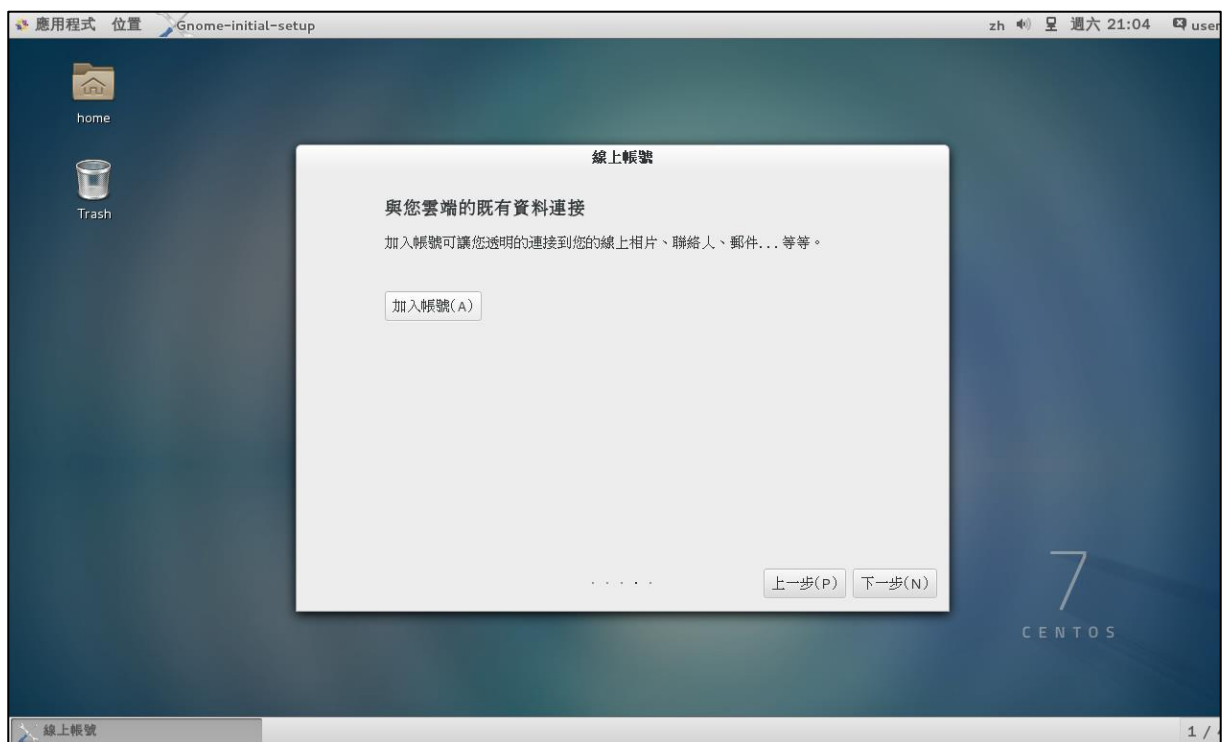 應用程式 位置 Gnome-initial-setup zh 週六 21:04 user
home
Trash
線上帳號
與您雲端的既有資料連接
加入帳號可讓您透明的連接到您的線上相片、聯絡人、郵件...等等。
加入帳號(A)
上一步(P) 下一步(N)
7
CENTOS
線上帳號 1 /